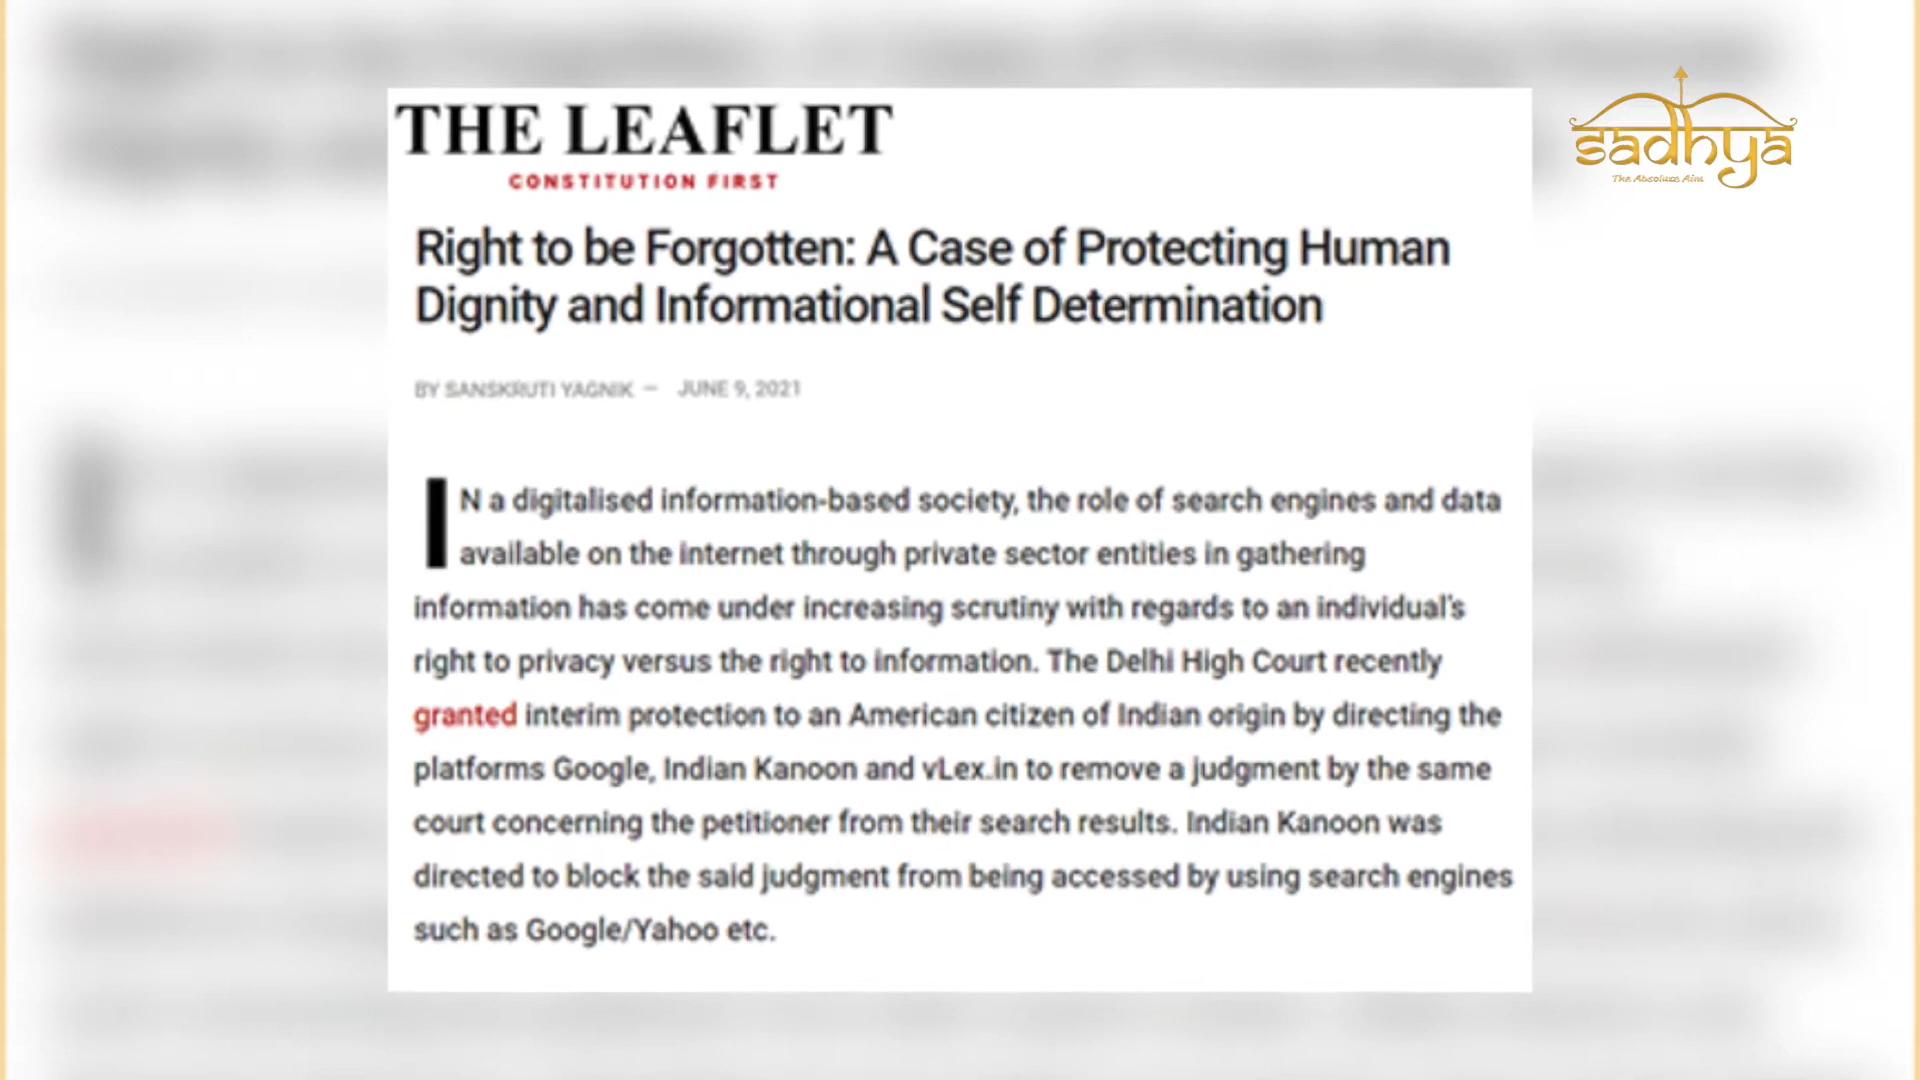 THE LEAFLET
CONSTITUTION FIRST
sadhya
The Absolute Aim
Right to be Forgotten: A Case of Protecting Human
Dignity and Informational Self Determination
BY SANSKRUTI YAGNIK — JUNE 9, 2021
IN a digitalised information-based society, the role of search engines and data
available on the internet through private sector entities in gathering
information has come under increasing scrutiny with regards to an individual's
right to privacy versus the right to information. The Delhi High Court recently
granted interim protection to an American citizen of Indian origin by directing the
platforms Google, Indian Kanoon and vLex.in to remove a judgment by the same
court concerning the petitioner from their search results. Indian Kanoon was
directed to block the said judgment from being accessed by using search engines
such as Google/Yahoo etc.